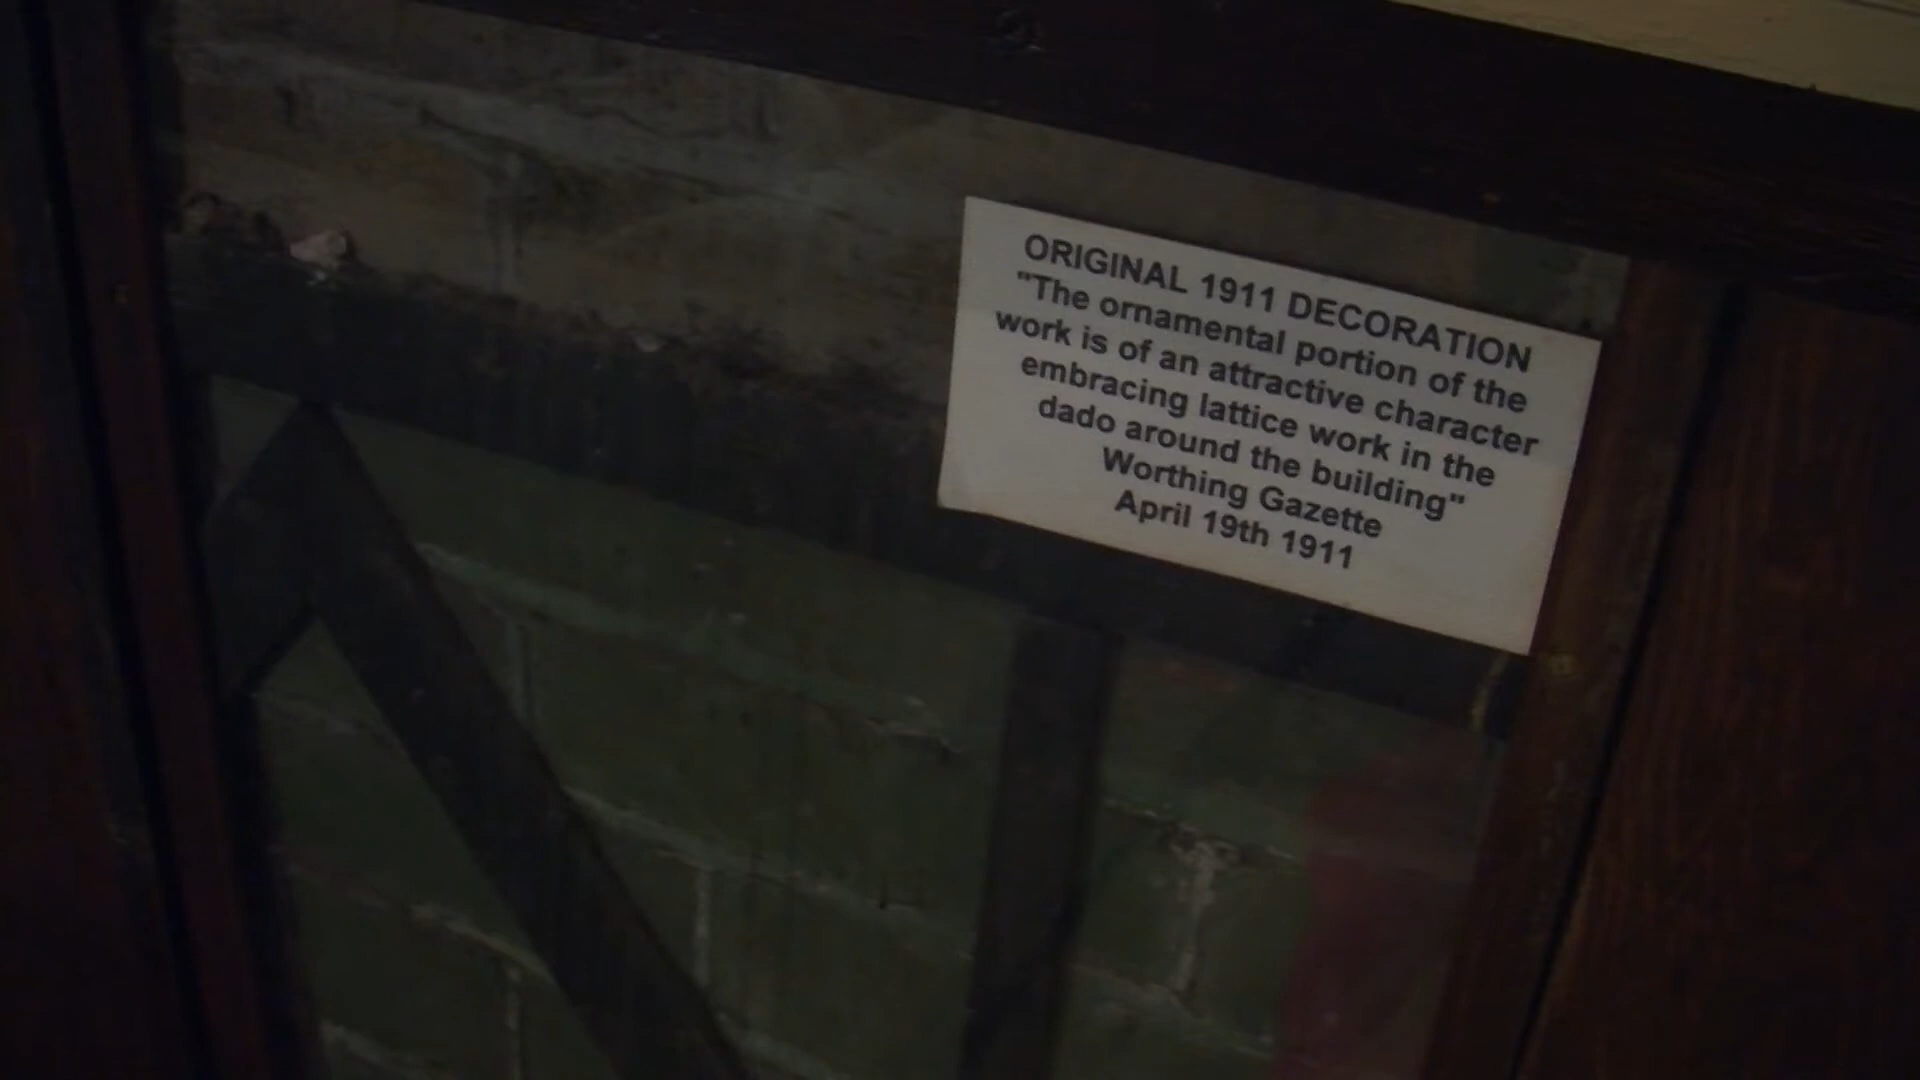 ORIGINAL 1911 DECORATION
"The ornamental portion of the
work is of an attractive character
embracing lattice work in the
dado around the building"
Worthing Gazette
April 19th 1911